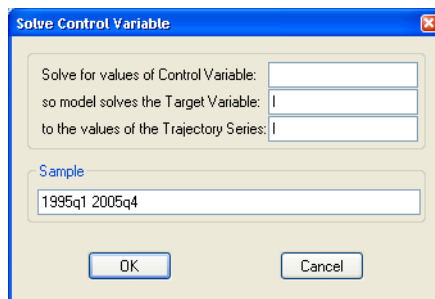 Solve Control Variable
Solve for values of Control Variable:
so model solves the Target Variable: I
to the values of the Trajectory Series: I
Sample
1995q1 2005q4
OK Cancel